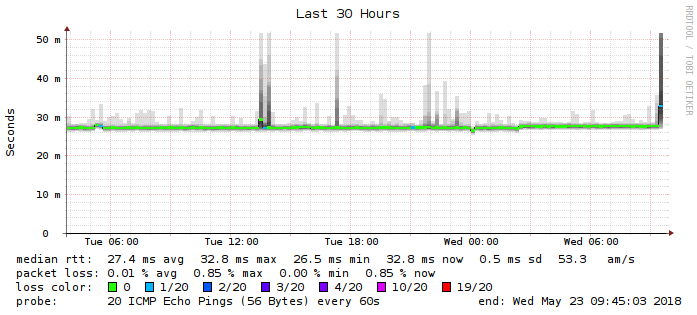 Last 30 Hours
RRDTOOL / TOBI OETIKER
Seconds
50 m
40 m
30 m
20 m
10 m
0
Tue 06:00 Tue 12:00 Tue 18:00 Wed 00:00 Wed 06:00
median rtt: 27.4 ms avg 32.8 ms max 26.5 ms min 32.8 ms now 0.5 ms sd 53.3 am/s
packet loss: 0.01 % avg 0.85 % max 0.00 % min 0.85 % now
loss color: 0 1/20 2/20 3/20 4/20 10/20 19/20
probe: 20 ICMP Echo Pings (56 Bytes) every 60s end: Wed May 23 09:45:03 2018